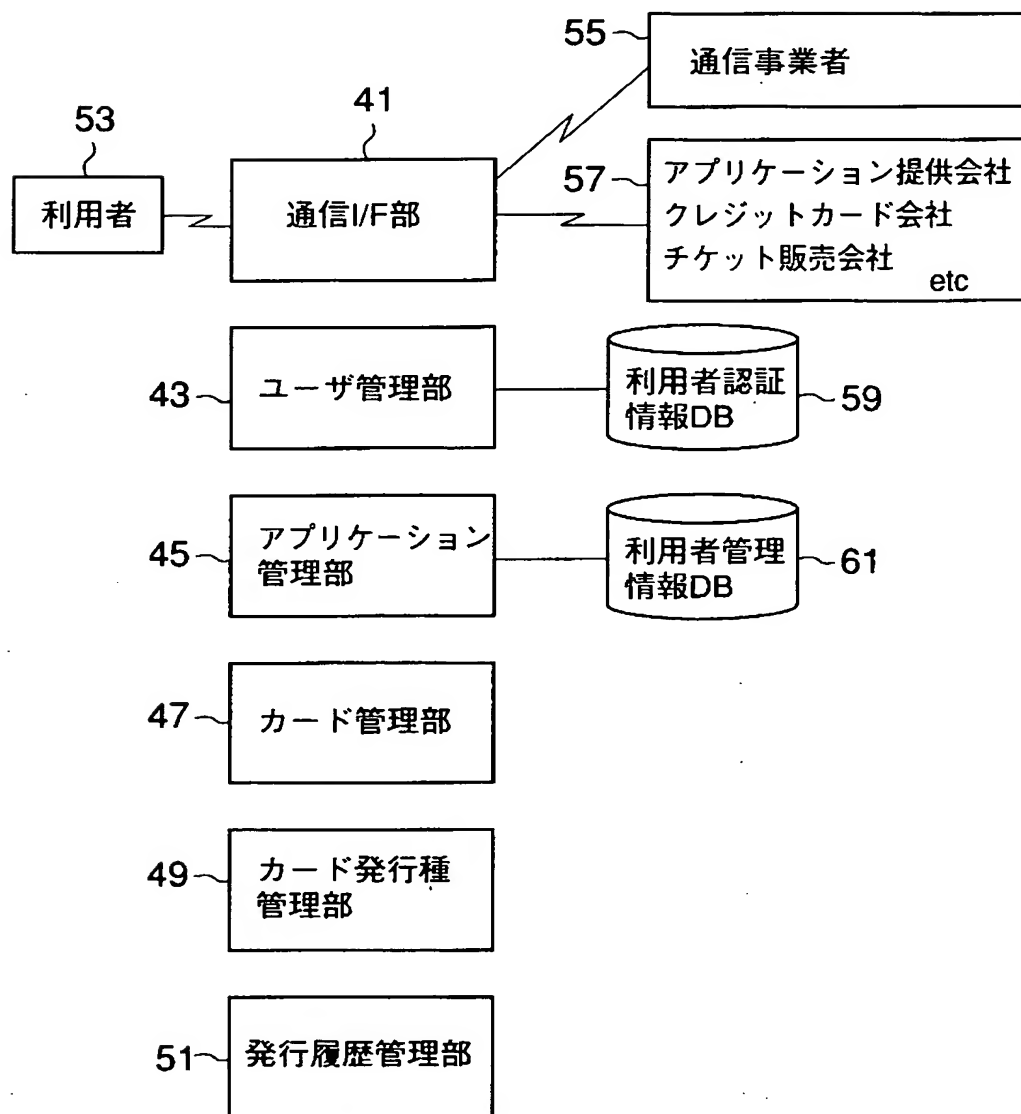 55
通信事業者
41
53
57
アプリケーション提供会社
利用者
通信I/F部
クレジットカード会社
チケット販売会社
etc
43
ユーザ管理部
利用者認証
情報DB
59
45
アプリケーション
管理部
利用者管理
情報DB
61
47
カード管理部
49
カード発行種
管理部
51
発行履歴管理部